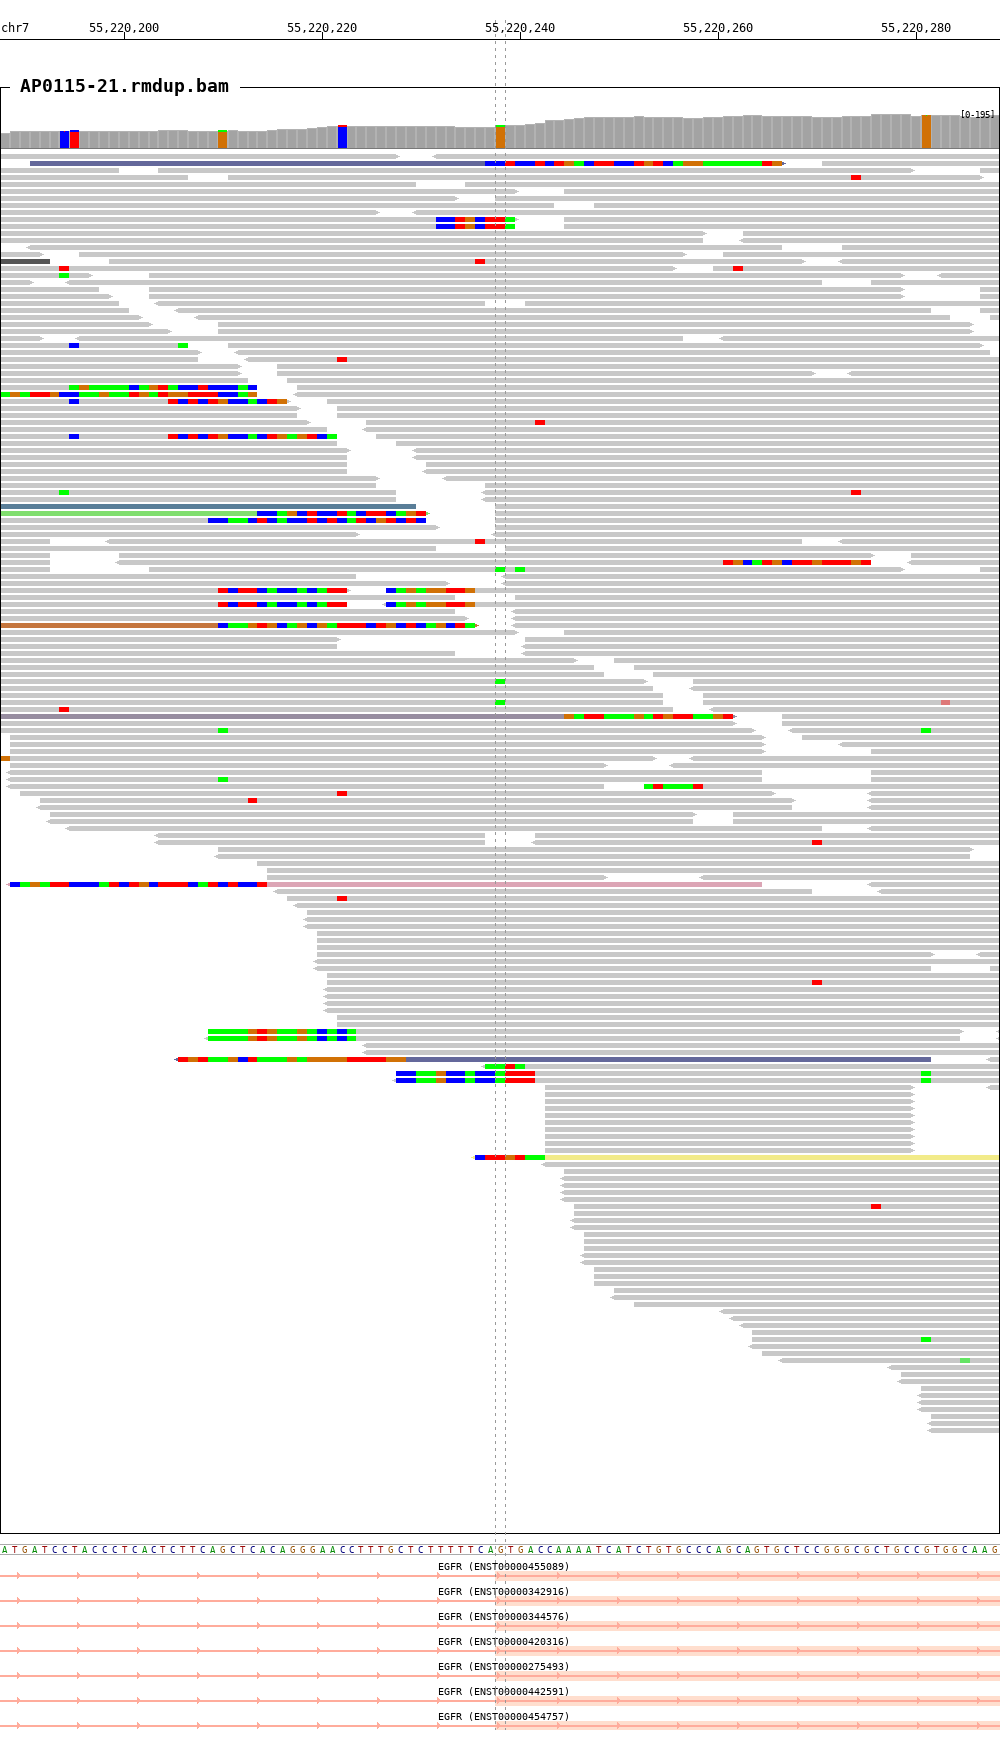 chr7 55,220,200 55,220,220 55,220,240 55,220,260 55,220,280
AP0115-21.rmdup.bam
[0-195]
ATGATCCTACCCTCACTCTTCAGCTCACAGGGAACCTTTGCTCTTTTTCAGTGACCAAAATCATCTGTGCCCAGCAGTGCTCCGGGCGCTGCCGTGGCAAG
EGFR (ENST00000455089)
EGFR (ENST00000342916)
EGFR (ENST00000344576)
EGFR (ENST00000420316)
EGFR (ENST00000275493)
EGFR (ENST00000442591)
EGFR (ENST00000454757)